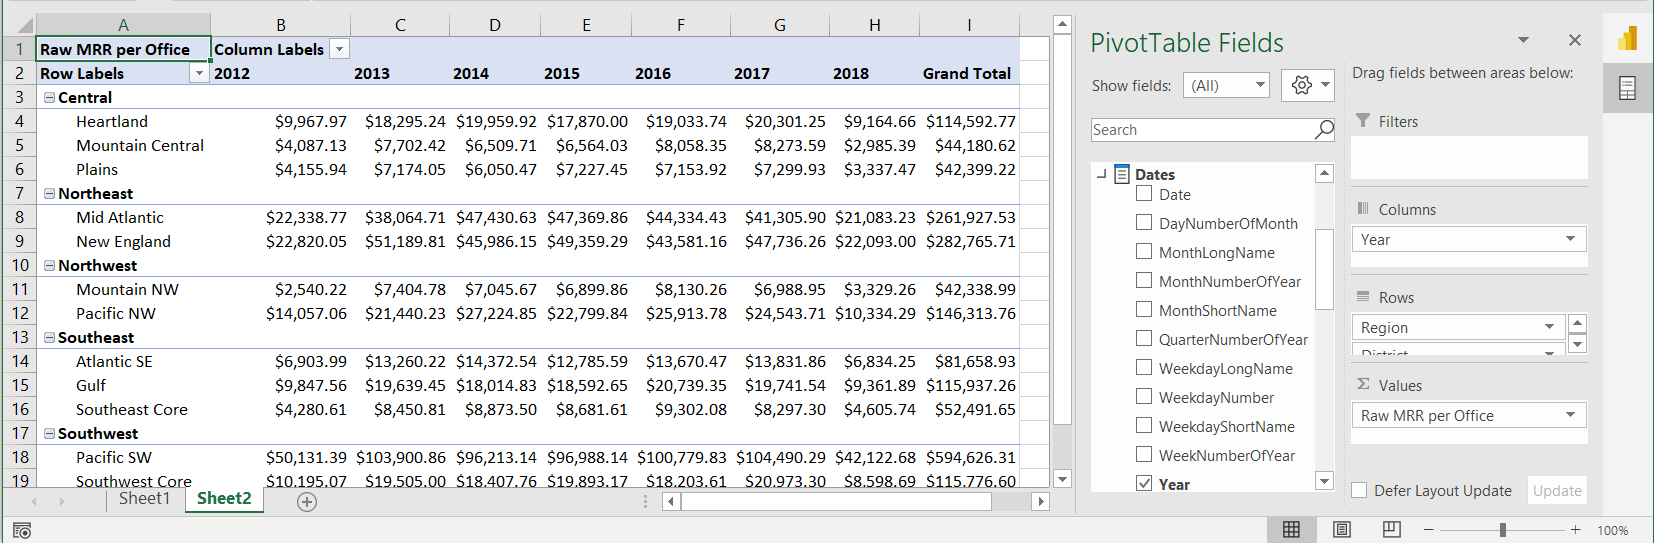 A B C D E F G H I
1 Raw MRR per Office Column Labels
2 Row Labels 2012 2013 2014 2015 2016 2017 2018 Grand Total
3 Central
4 Heartland $9,967.97 $18,295.24 $19,959.92 $17,870.00 $19,033.74 $20,301.25 $9,164.66 $114,592.77
5 Mountain Central $4,087.13 $7,702.42 $6,509.71 $6,564.03 $8,058.35 $8,273.59 $2,985.39 $44,180.62
6 Plains $4,155.94 $7,174.05 $6,050.47 $7,227.45 $7,153.92 $7,299.93 $3,337.47 $42,399.22
7 Northeast
8 Mid Atlantic $22,338.77 $38,064.71 $47,430.63 $47,369.86 $44,334.43 $41,305.90 $21,083.23 $261,927.53
9 New England $22,820.05 $51,189.81 $45,986.15 $49,359.29 $43,581.16 $47,736.26 $22,093.00 $282,765.71
10 Northwest
11 Mountain NW $2,540.22 $7,404.78 $7,045.67 $6,899.86 $8,130.26 $6,988.95 $3,329.26 $42,338.99
12 Pacific NW $14,057.06 $21,440.23 $27,224.85 $22,799.84 $25,913.78 $24,543.71 $10,334.29 $146,313.76
13 Southeast
14 Atlantic SE $6,903.99 $13,260.22 $14,372.54 $12,785.59 $13,670.47 $13,831.86 $6,834.25 $81,658.93
15 Gulf $9,847.56 $19,639.45 $18,014.83 $18,592.65 $20,739.35 $19,741.54 $9,361.89 $115,937.26
16 Southeast Core $4,280.61 $8,450.81 $8,873.50 $8,681.61 $9,302.08 $8,297.30 $4,605.74 $52,491.65
17 Southwest
18 Pacific SW $50,131.39 $103,900.86 $96,213.14 $96,988.14 $100,779.83 $104,490.29 $42,122.68 $594,626.31
19 Southwest Core $10,195.07 $19,505.00 $18,407.76 $19,893.17 $18,203.61 $20,973.30 $8,598.69 $115,776.60
Sheet1 Sheet2
PivotTable Fields
Show fields: (All)
Search
Dates
Date
DayNumberOfMonth
MonthLongName
MonthNumberOfYear
MonthShortName
QuarterNumberOfYear
WeekdayLongName
WeekdayNumber
WeekdayShortName
WeekNumberOfYear
Year
Drag fields between areas below:
Filters
Columns
Year
Rows
Region
District
Σ Values
Raw MRR per Office
Defer Layout Update Update
100%